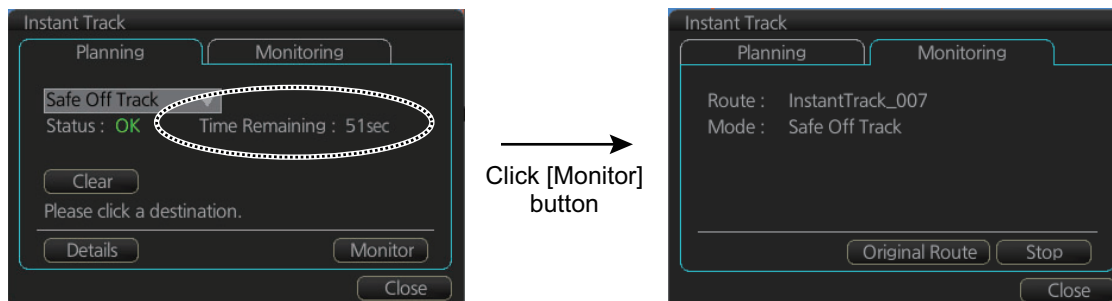 Instant Track
Planning Monitoring
Safe Off Track
Status : OK Time Remaining : 51sec
Clear
Please click a destination.
Details Monitor
Close
Click [Monitor]
button
Instant Track
Planning Monitoring
Route : InstantTrack_007
Mode : Safe Off Track
Original Route Stop
Close